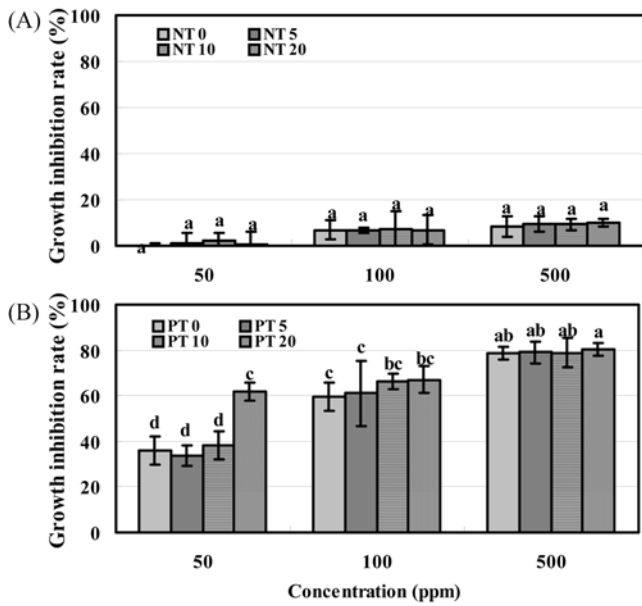 (A)
Growth inhibition rate (%)
100
80
60
40
20
0
NT 0 NT 5
NT 10 NT 20
a a a a
a a a a
a a a a
50 100 500
(B)
Growth inhibition rate (%)
100
80
60
40
20
0
PT 0 PT 5
PT 10 PT 20
d d d c
c c bc bc
ab ab ab a
50 100 500
Concentration (ppm)